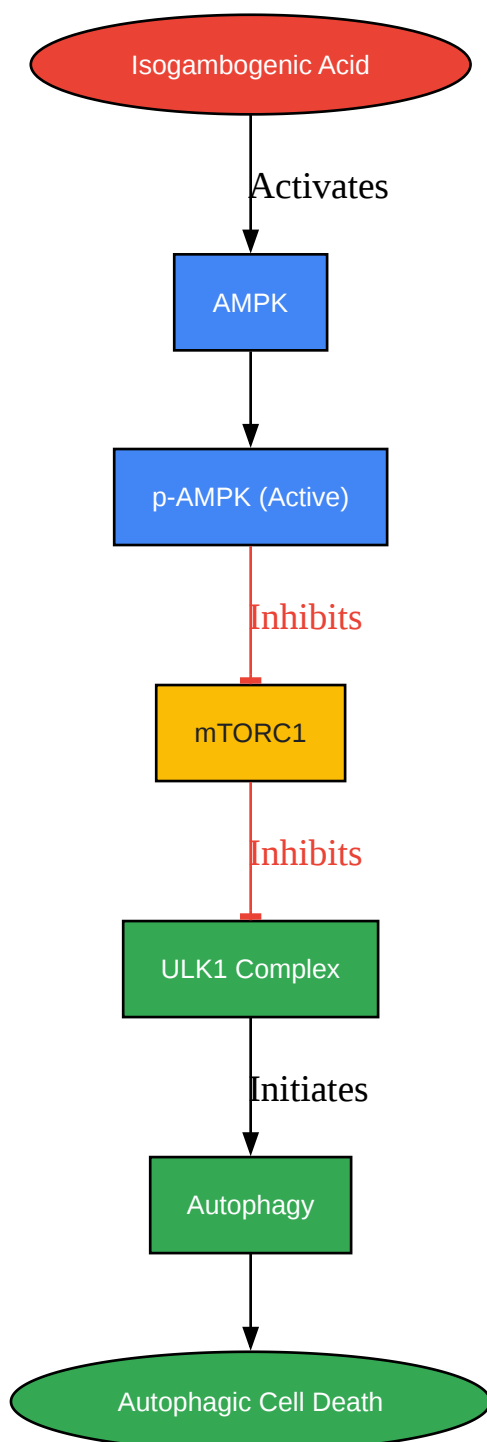 Isogambogenic Acid
Activates
AMPK
p-AMPK (Active)
Inhibits
mTORC1
Inhibits
ULK1 Complex
Initiates
Autophagy
Autophagic Cell Death